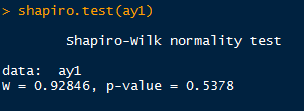 > shapiro.test(ay1)
Shapiro-Wilk normality test
data:  ay1
W = 0.92846, p-value = 0.5378